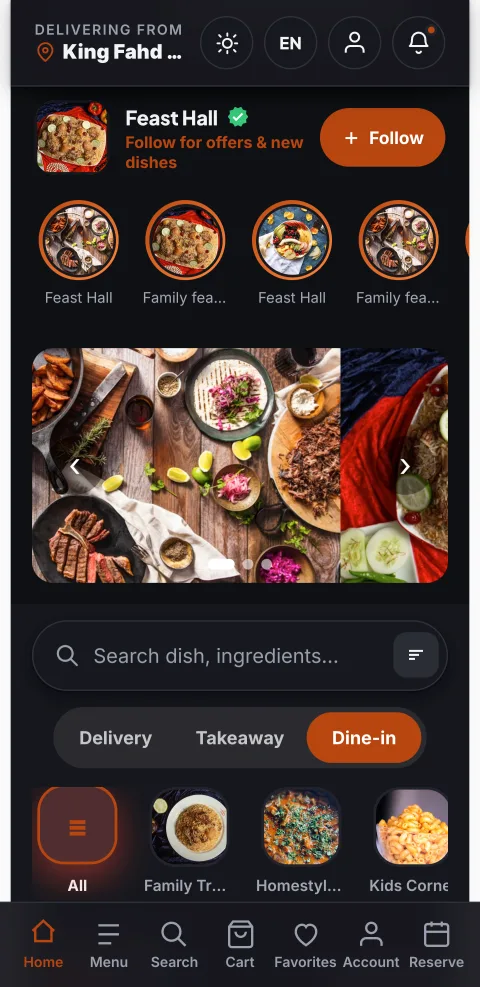 DELIVERING FROM
King Fahd ...
EN
Feast Hall
Follow for offers & new
dishes
+ Follow
Feast Hall
Family fea...
Feast Hall
Family fea...
Search dish, ingredients...
Delivery
Takeaway
Dine-in
All
Family Tr...
Homestyl...
Kids Corne
Home
Menu
Search
Cart
Favorites
Account
Reserve